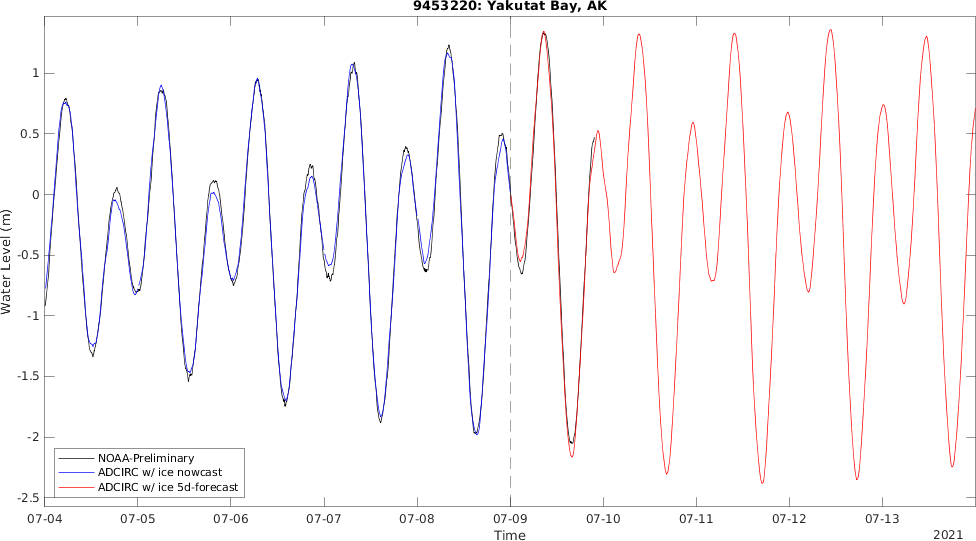 9453220: Yakutat Bay, AK
Water Level (m)
1
0.5
0
-0.5
-1
-1.5
-2
-2.5
NOAA-Preliminary
ADCIRC w/ ice nowcast
ADCIRC w/ ice 5d-forecast
07-04 07-05 07-06 07-07 07-08 07-09 07-10 07-11 07-12 07-13
Time
2021